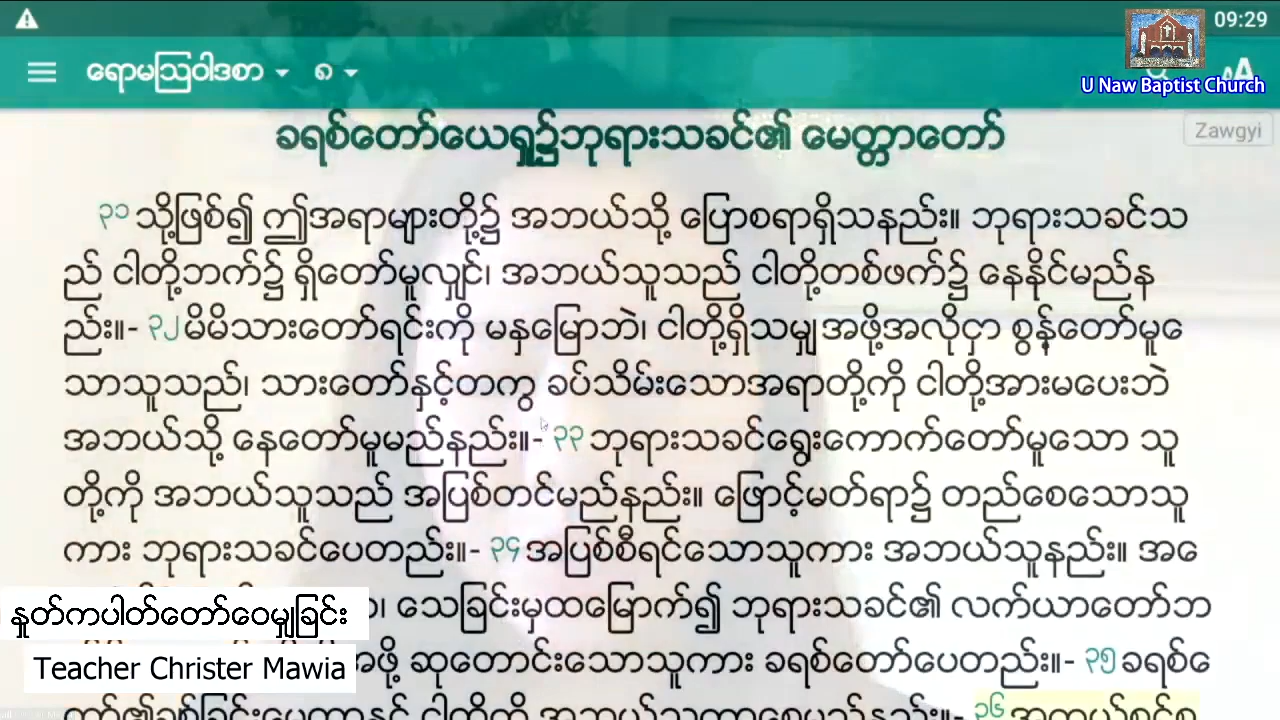 09:29
ရောမဩဝါဒစာ ၈
U Naw Baptist Church
Zawgyi
ခရစ်တော်ယေရှု၌ဘုရားသခင်၏ မေတ္တာတော်
၃၁ သို့ဖြစ်၍ ဤအရာများတို့၌ အဘယ်သို့ ပြောစရာရှိသနည်း။ ဘုရားသခင်သ
ည် ငါတို့ဘက်၌ ရှိတော်မူလျှင်၊ အဘယ်သူသည် ငါတို့တစ်ဖက်၌ နေနိုင်မည်န
ည်း။- ၃၂ မိမိသားတော်ရင်းကို မနှမြောဘဲ၊ ငါတို့ရှိသမျှ အဖို့အလိုငှာ စွန့်တော်မူေ
သာသူသည်၊ သားတော်နှင့်တကွ ခပ်သိမ်းသောအရာတို့ကို ငါတို့အားမပေးဘဲ
အဘယ်သို့ နေတော်မူမည်နည်း။- ၃၃ ဘုရားသခင်ရွေးကောက်တော်မူသော သူ
တို့ကို အဘယ်သူသည် အပြစ်တင်မည်နည်း။ ဖြောင့်မတ်ရာ၌ တည်စေသောသူ
ကား ဘုရားသခင်ပေတည်း။- ၃၄ အပြစ်စီရင်သောသူကား အဘယ်သူနည်း။ အေ
သေခြင်းမှထမြောက်၍ ဘုရားသခင်၏ လက်ယာတော်ဘ
နှုတ်ကပါတ်တော်ဝေမျှခြင်း
အဖို့ ဆုတောင်းသောသူကား ခရစ်တော်ပေတည်း။- ၃၅ ခရစ်ေ
Teacher Christer Mawia
၃၆